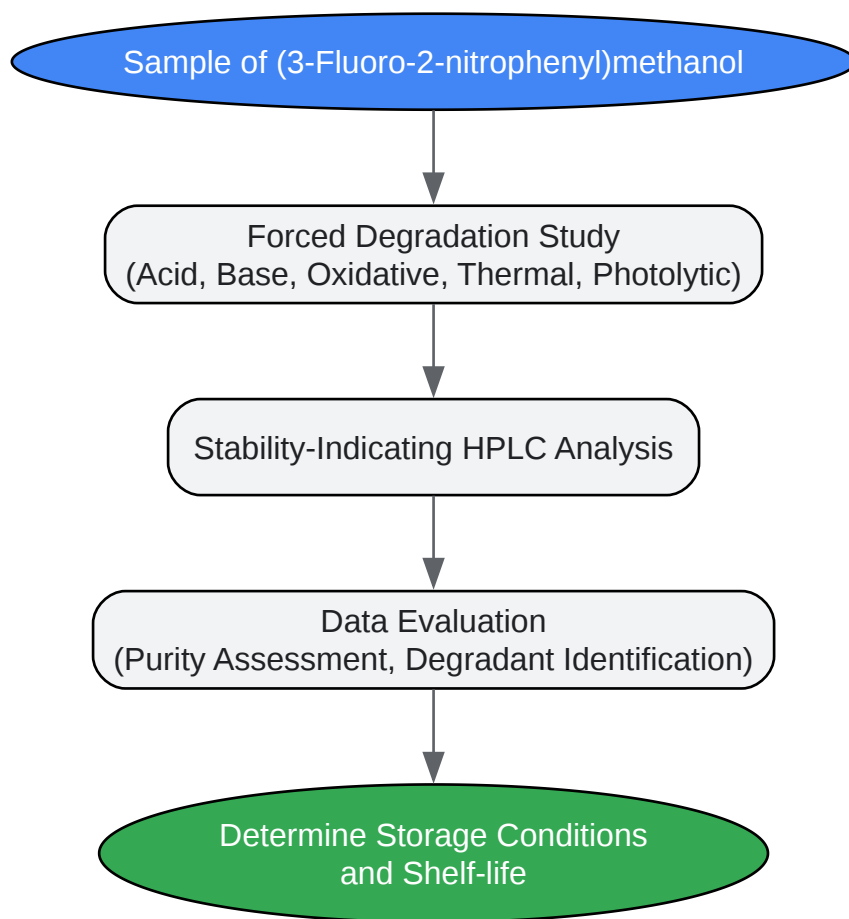 Sample of (3-Fluoro-2-nitrophenyl)methanol
Forced Degradation Study
(Acid, Base, Oxidative, Thermal, Photolytic)
Stability-Indicating HPLC Analysis
Data Evaluation
(Purity Assessment, Degradant Identification)
Determine Storage Conditions
and Shelf-life